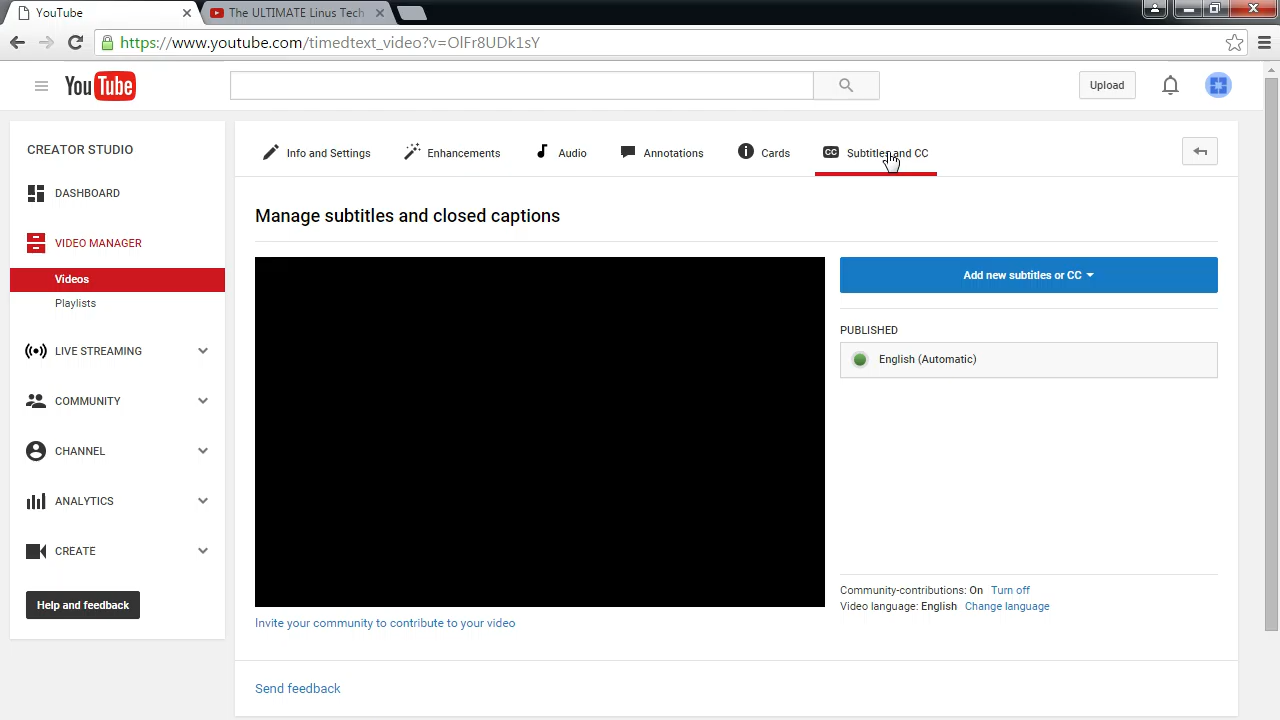 YouTube
The ULTIMATE Linus Tech
https://www.youtube.com/timedtext_video?v=OlFr8UDk1sY
YouTube
Upload
CREATOR STUDIO
DASHBOARD
VIDEO MANAGER
Videos
Playlists
LIVE STREAMING
COMMUNITY
CHANNEL
ANALYTICS
CREATE
Help and feedback
Info and Settings
Enhancements
Audio
Annotations
Cards
CC Subtitles and CC
Manage subtitles and closed captions
Add new subtitles or CC
PUBLISHED
English (Automatic)
Community-contributions: On Turn off
Video language: English Change language
Invite your community to contribute to your video
Send feedback